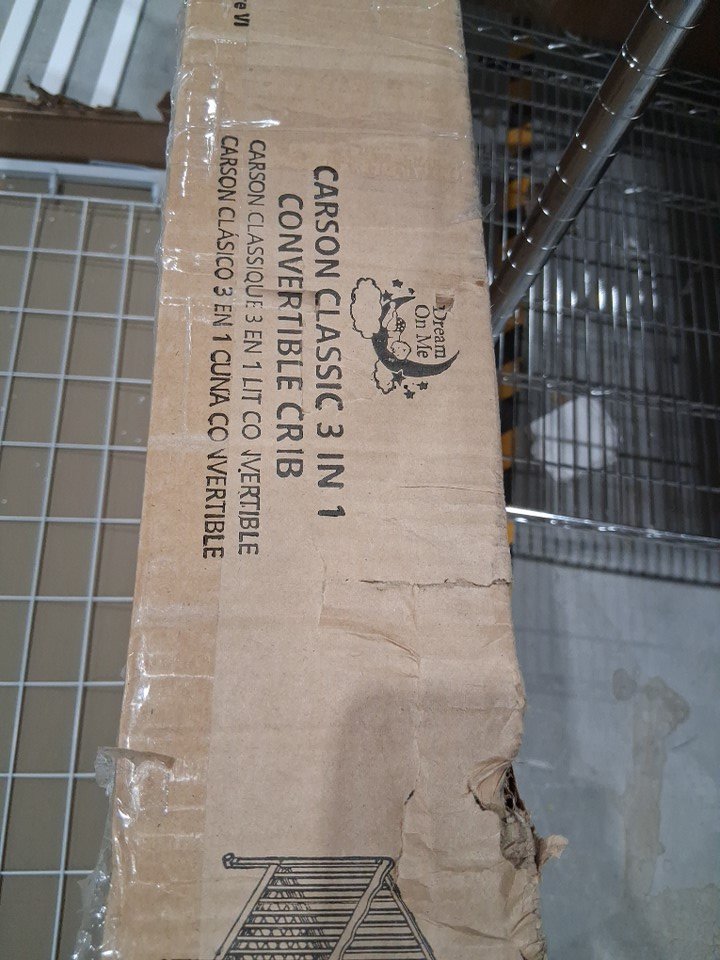 e VI
Dream
On Me
CARSON CLASSIC 3 IN 1
CONVERTIBLE CRIB
CARSON CLASSIQUE 3 EN 1 LIT CONVERTIBLE
CARSON CLÁSICO 3 EN 1 CUNA CONVERTIBLE